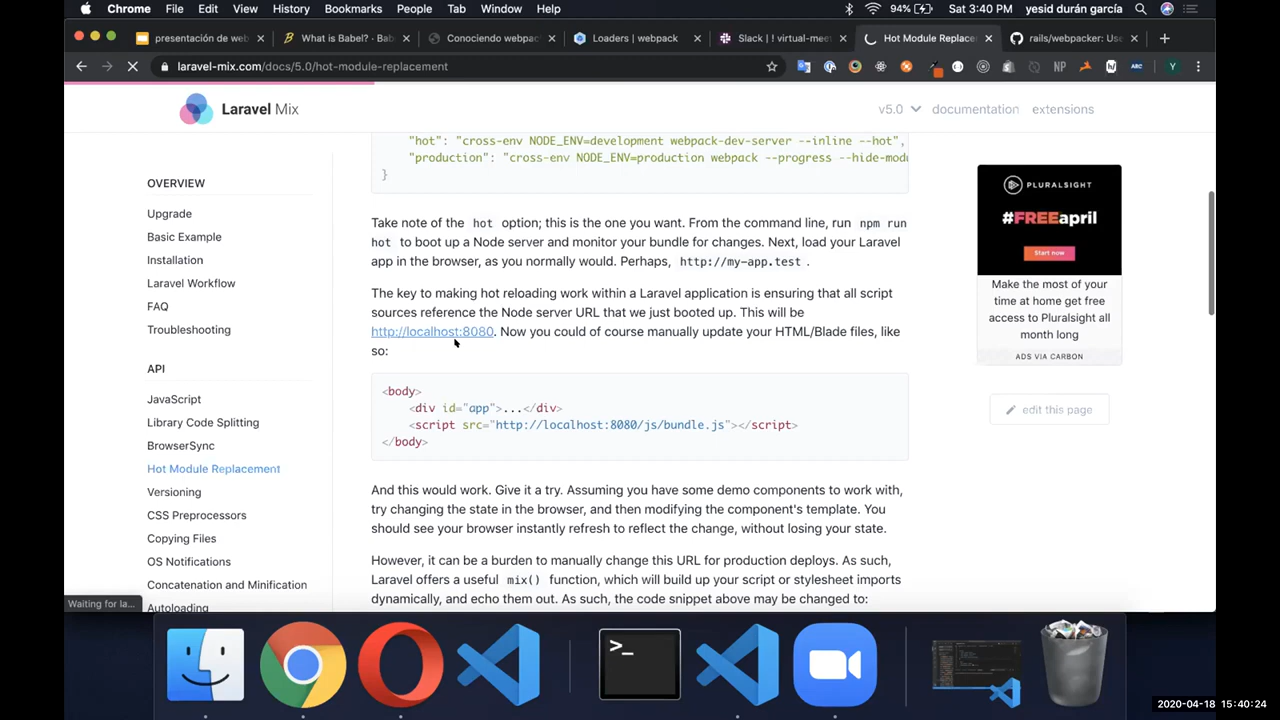 Chrome File Edit View History Bookmarks People Tab Window Help 94% Sat 3:40 PM yesid durán garcía
presentación de web
What is Babel? · Bab
Conociendo webpac
Loaders | webpack
Slack | ! virtual-meet
Hot Module Replace
rails/webpacker: Use
laravel-mix.com/docs/5.0/hot-module-replacement
NP
ABC
Y
Laravel Mix
v5.0 documentation extensions
"hot": "cross-env NODE_ENV=development webpack-dev-server --inline --hot",
"production": "cross-env NODE_ENV=production webpack --progress --hide-modu
}
Take note of the hot option; this is the one you want. From the command line, run npm run
hot to boot up a Node server and monitor your bundle for changes. Next, load your Laravel
app in the browser, as you normally would. Perhaps, http://my-app.test .
The key to making hot reloading work within a Laravel application is ensuring that all script
sources reference the Node server URL that we just booted up. This will be
http://localhost:8080. Now you could of course manually update your HTML/Blade files, like
so:
<body>
<div id="app">...</div>
<script src="http://localhost:8080/js/bundle.js"></script>
</body>
And this would work. Give it a try. Assuming you have some demo components to work with,
try changing the state in the browser, and then modifying the component's template. You
should see your browser instantly refresh to reflect the change, without losing your state.
However, it can be a burden to manually change this URL for production deploys. As such,
Laravel offers a useful mix() function, which will build up your script or stylesheet imports
dynamically, and echo them out. As such, the code snippet above may be changed to:
OVERVIEW
Upgrade
Basic Example
Installation
Laravel Workflow
FAQ
Troubleshooting
API
JavaScript
Library Code Splitting
BrowserSync
Hot Module Replacement
Versioning
CSS Preprocessors
Copying Files
OS Notifications
Concatenation and Minification
Autoloading
PLURALSIGHT
#FREEapril
Start now
Make the most of your
time at home get free
access to Pluralsight all
month long
ADS VIA CARBON
edit this page
Waiting for la...
>_
2020-04-18 15:40:24